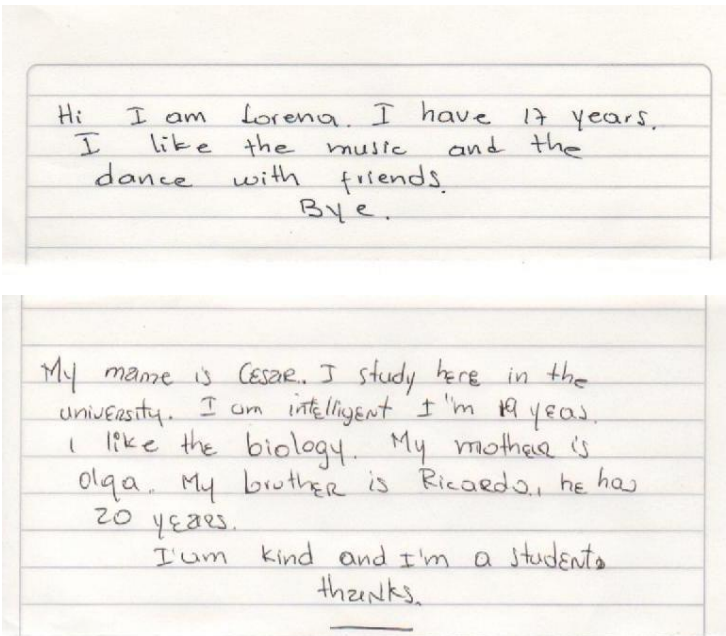 Hi I am Lorena. I have 17 years.
I like the music and the
dance with friends.
Bye.
My mame is Cesar. I study here in the
university. I am intelligent I'm 19 yeas.
I like the biology. My mother is
Olga. My bruther is Ricardo., he has
20 years.
I'um kind and I'm a students
thanks.